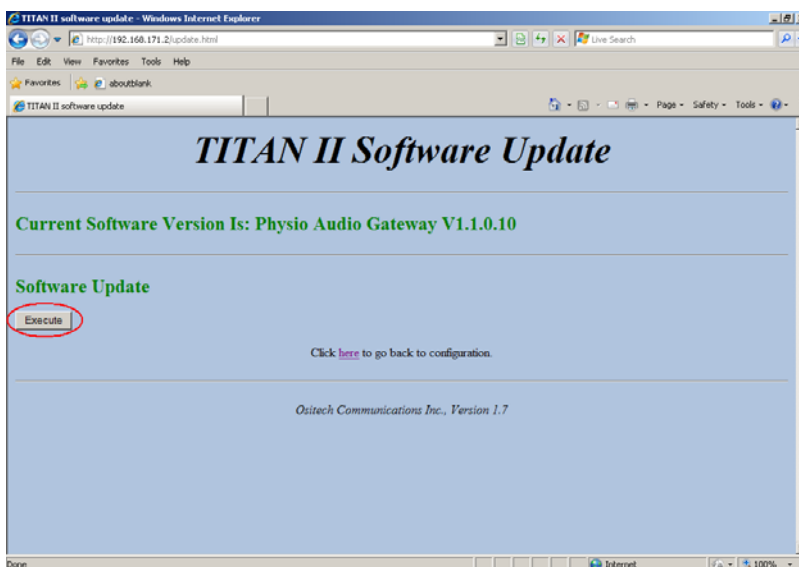 TITAN II software update - Windows Internet Explorer
http://192.168.171.2/update.html
Live Search
File Edit View Favorites Tools Help
Favorites aboutblank
TITAN II software update
Page Safety Tools
TITAN II Software Update
Current Software Version Is: Physio Audio Gateway V1.1.0.10
Software Update
Execute
Click here to go back to configuration.
Ositech Communications Inc., Version 1.7
Done
Internet
100%